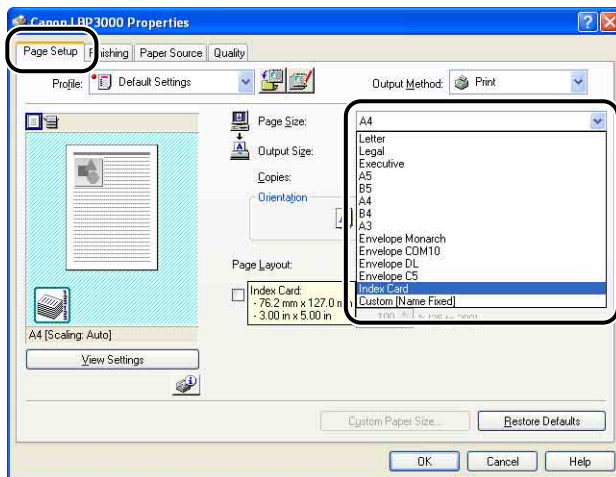 Canon LBP3000 Properties
Page Setup
Finishing
Paper Source
Quality
Profile:
Default Settings
Output Method:
Print
Page Size:
A4
Output Size:
Copies:
Orientation
A
Page Layout:
Letter
Legal
Executive
A5
B5
A4
B4
A3
Envelope Monarch
Envelope COM10
Envelope DL
Envelope C5
Index Card
Custom [Name Fixed]
Index Card:
- 76.2 mm x 127.0 m
- 3.00 in x 5.00 in
A4 [Scaling: Auto]
View Settings
Custom Paper Size...
Restore Defaults
OK
Cancel
Help